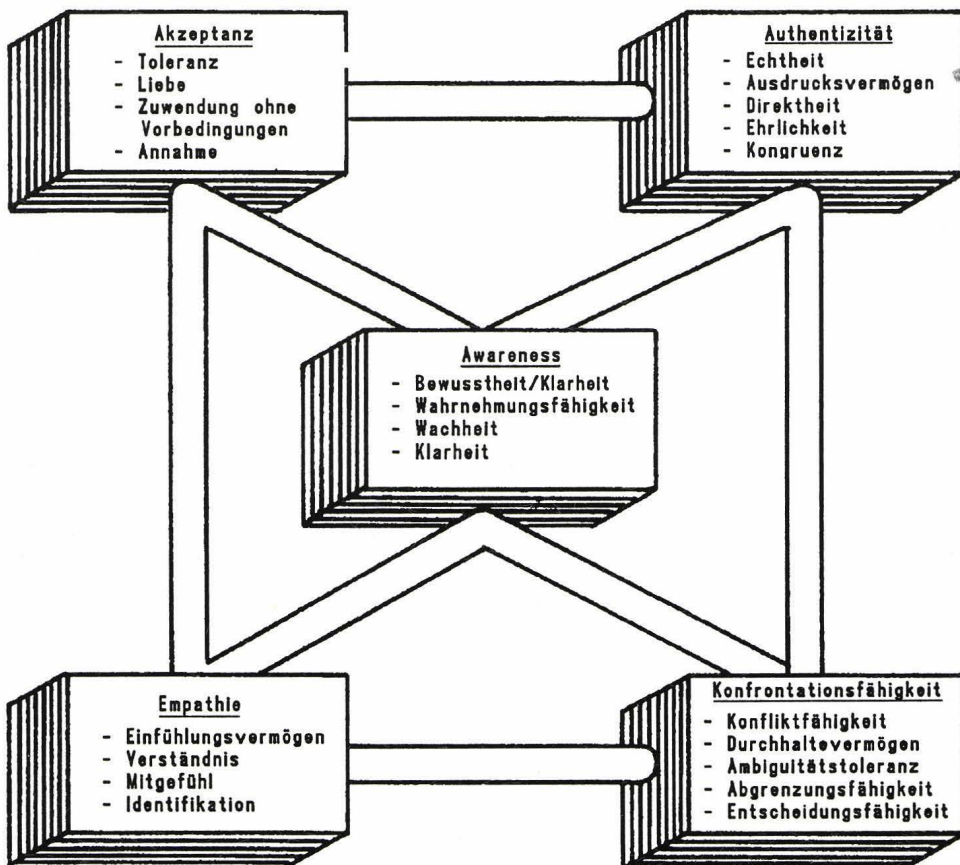 Akzeptanz
- Toleranz
- Liebe
- Zuwendung ohne
Vorbedingungen
- Annahme
Authentizität
- Echtheit
- Ausdrucksvermögen
- Direktheit
- Ehrlichkeit
- Kongruenz
Awareness
- Bewusstheit/Klarheit
- Wahrnehmungsfähigkeit
- Wachheit
- Klarheit
Empathie
- Einfühlungsvermögen
- Verständnis
- Mitgefühl
- Identifikation
Konfrontationsfähigkeit
- Konfliktfähigkeit
- Durchhaltevermögen
- Ambiguitätstoleranz
- Abgrenzungsfähigkeit
- Entscheidungsfähigkeit